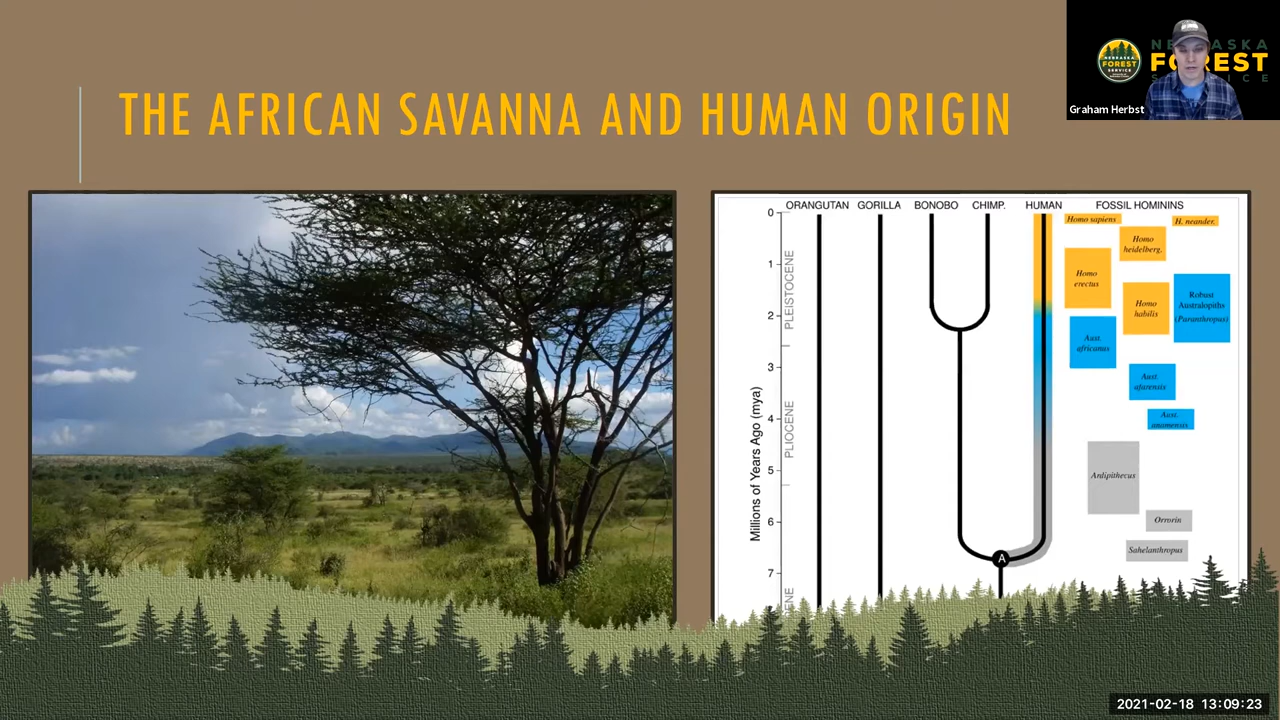 NEBRASKA
FOREST
SERVICE
NEBRASKA
FOREST
SERVICE
Graham Herbst
THE AFRICAN SAVANNA AND HUMAN ORIGIN
ORANGUTAN GORILLA BONOBO CHIMP. HUMAN FOSSIL HOMININS
0
1
2
3
4
5
6
7
Millions of Years Ago (mya)
PLEISTOCENE
PLIOCENE
Homo sapiens
H. neander.
Homo
heidelberg.
Homo
erectus
Homo
habilis
Robust
Australopiths
(Paranthropus)
Aust.
africanus
Aust.
afarensis
Aust.
anamensis
Ardipithecus
Orrorin
Sahelanthropus
A
2021-02-18 13:09:23